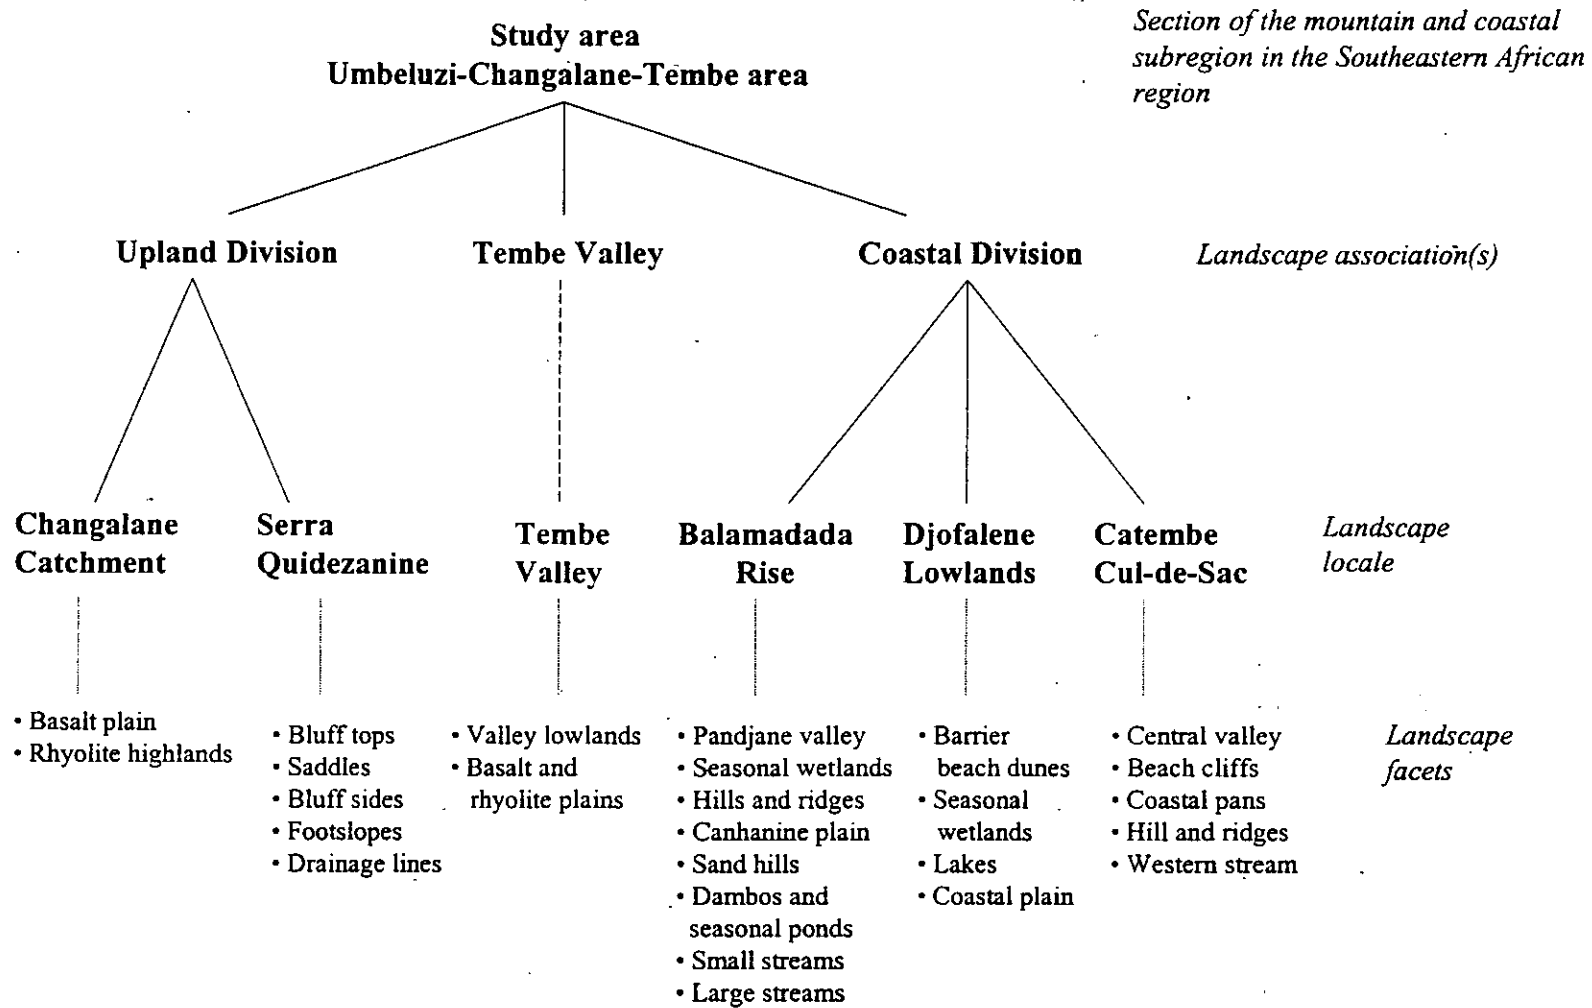 Study area
Umbeluzi-Changalane-Tembe area
Section of the mountain and coastal
subregion in the Southeastern African
region
Upland Division
Tembe Valley
Coastal Division
Landscape association(s)
Changalane
Catchment
Serra
Quidezanine
Tembe
Valley
Balamadada
Rise
Djofalene
Lowlands
Catembe
Cul-de-Sac
Landscape
locale
• Basalt plain
• Rhyolite highlands
• Bluff tops
• Saddles
• Bluff sides
• Footslopes
• Drainage lines
• Valley lowlands
• Basalt and
rhyolite plains
• Pandjane valley
• Seasonal wetlands
• Hills and ridges
• Canhanine plain
• Sand hills
• Dambos and
seasonal ponds
• Small streams
• Large streams
• Barrier
beach dunes
• Seasonal
wetlands
• Lakes
• Coastal plain
• Central valley
• Beach cliffs
• Coastal pans
• Hill and ridges
• Western stream
Landscape
facets